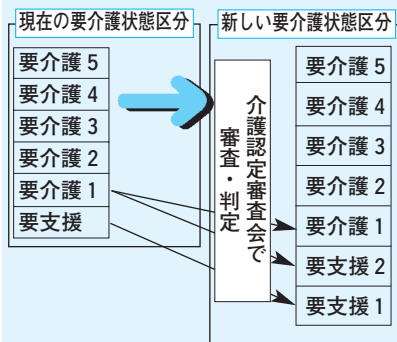 現在の要介護状態区分
要介護 5
要介護 4
要介護 3
要介護 2
要介護 1
要支援
新しい要介護状態区分
介護認定審査会で
審査・判定
要介護 5
要介護 4
要介護 3
要介護 2
要介護 1
要支援 2
要支援 1